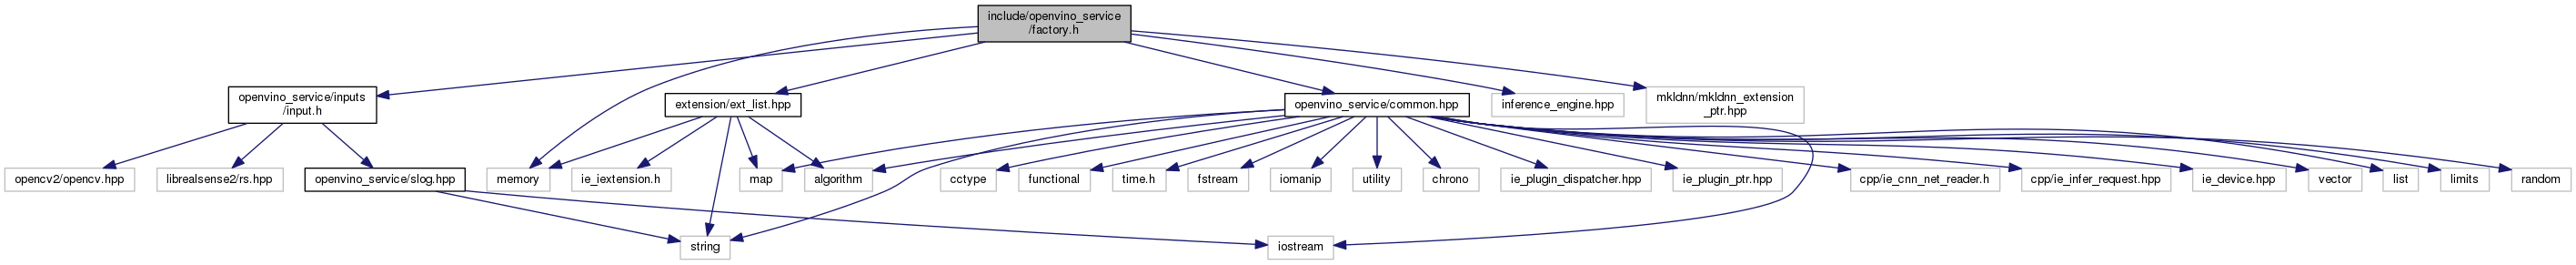 include/openvino_service
/factory.h
openvino_service/inputs
/input.h
extension/ext_list.hpp
openvino_service/common.hpp
inference_engine.hpp
mkldnn/mkldnn_extension
_ptr.hpp
opencv2/opencv.hpp
librealsense2/rs.hpp
openvino_service/slog.hpp
memory
ie_iextension.h
map
algorithm
cctype
functional
time.h
fstream
iomanip
utility
chrono
ie_plugin_dispatcher.hpp
ie_plugin_ptr.hpp
cpp/ie_cnn_net_reader.h
cpp/ie_infer_request.hpp
ie_device.hpp
vector
list
limits
random
string
iostream